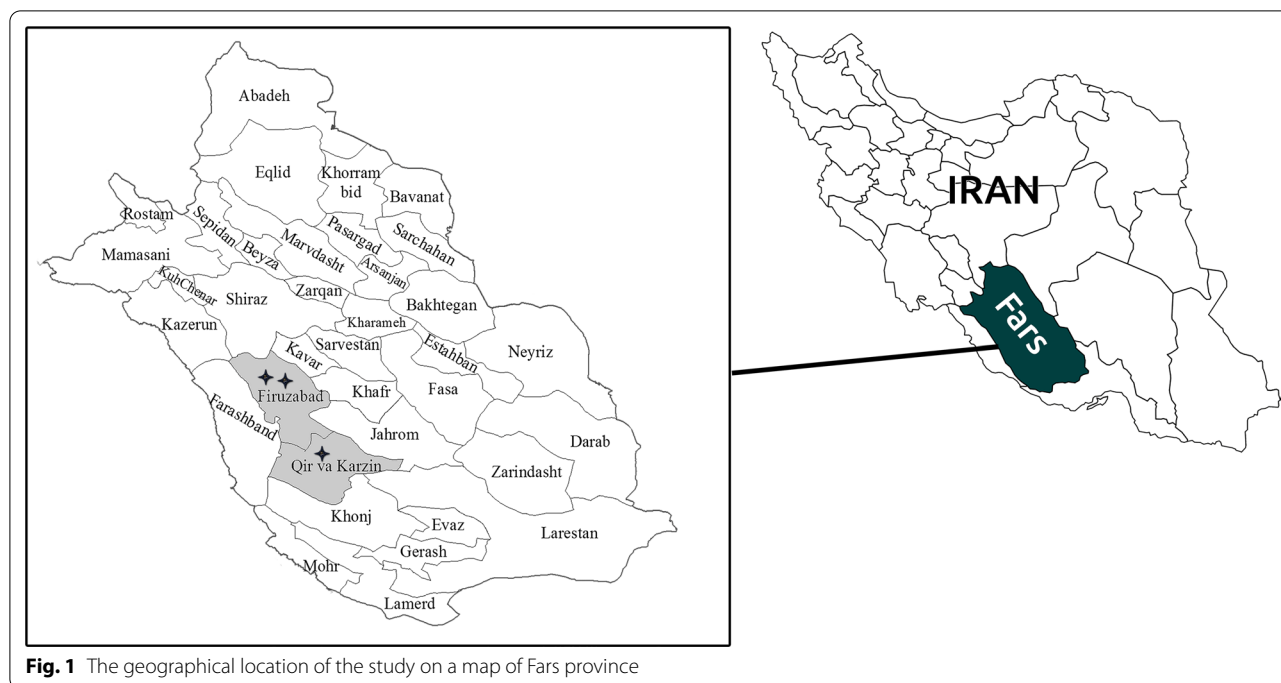 Abadeh
Eqlid
Khorram
bid
Bavanat
Rostam
Sepidan
Beyza
Marvdasht
Pasargad
Sarchahan
Mamasani
Arsanjan
KuhChenar
Shiraz
Zarqan
Bakhtegan
Kazerun
Kharameh
Kavar
Sarvestan
Estahban
Neyriz
Firuzabad
Khafr
Fasa
Farashband
Jahrom
Darab
Qir va Karzin
Zarindasht
Khonj
Evaz
Larestan
Gerash
Mohr
Lamerd
IRAN
Fars
Fig. 1 The geographical location of the study on a map of Fars province